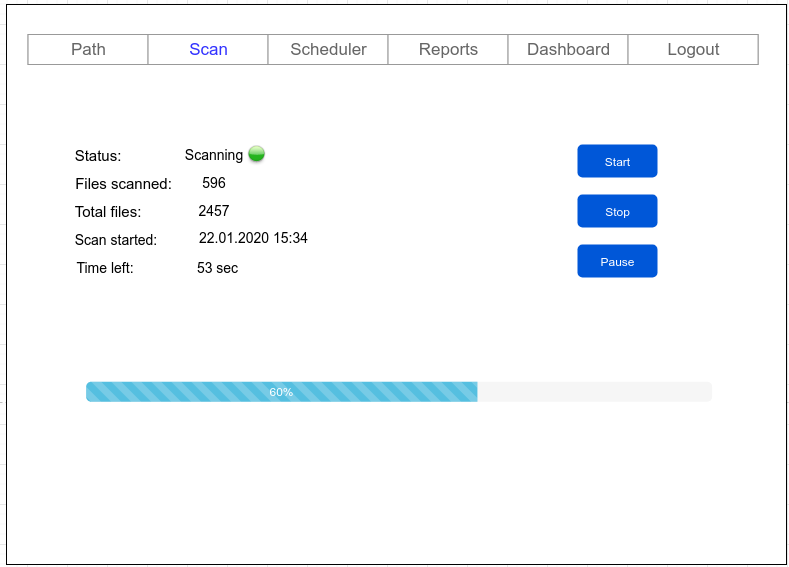 Path Scan Scheduler Reports Dashboard Logout
Status: Scanning Start
Files scanned: 596
Total files: 2457 Stop
Scan started: 22.01.2020 15:34
Time left: 53 sec Pause
60%